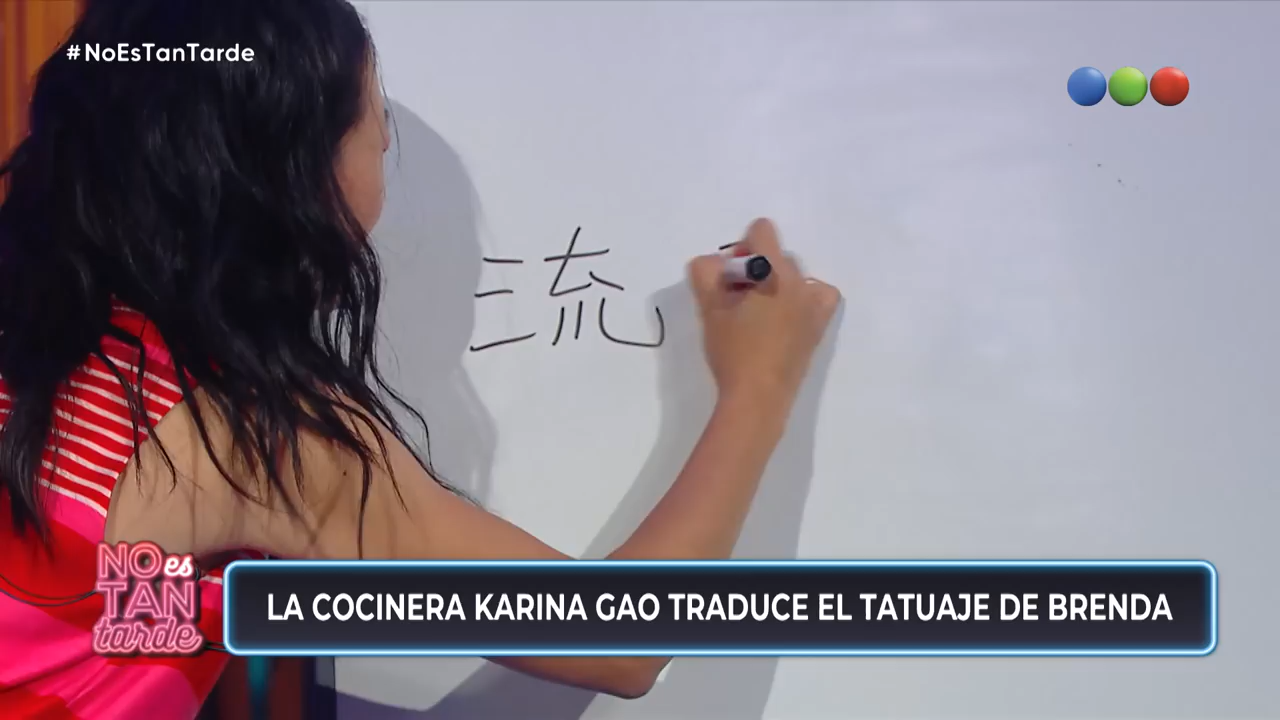 #NoEsTanTarde
流
NO es
TAN
tarde
LA COCINERA KARINA GAO TRADUCE EL TATUAJE DE BRENDA